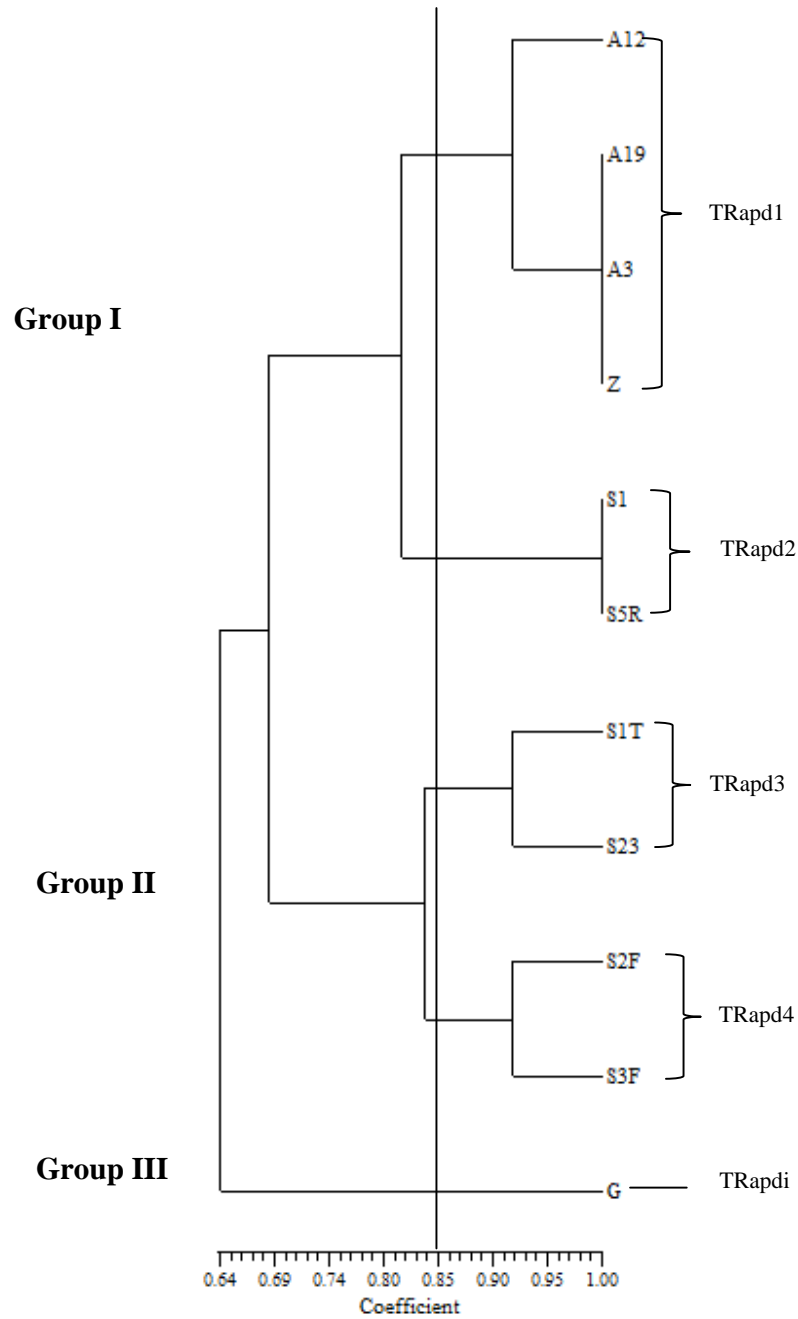 A12
A19
TRapd1
A3
Group I
Z
S1
TRapd2
S5R
S1T
TRapd3
S23
Group II
S2F
TRapd4
S3F
Group III
TRapdi
G
0.64 0.69 0.74 0.80 0.85 0.90 0.95 1.00
Coefficient